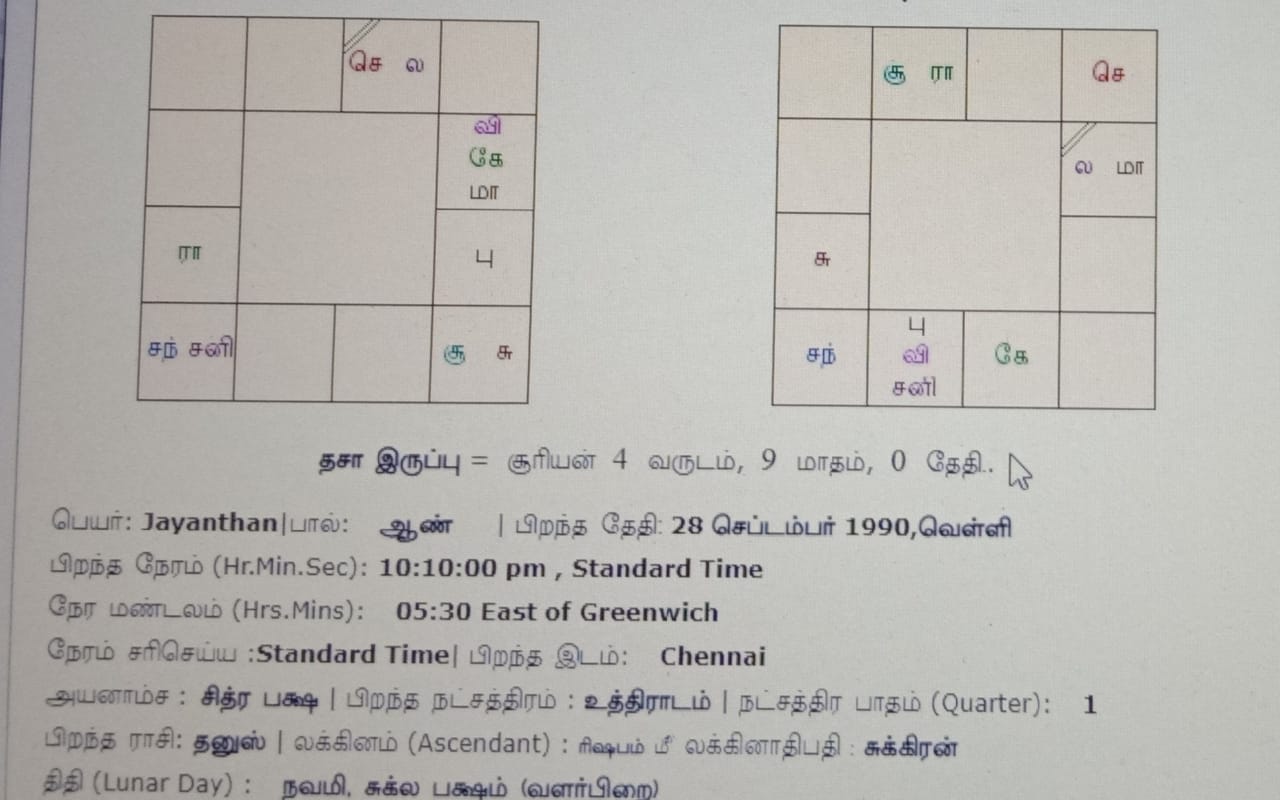 செ ல
சூ ரா
செ
வி
கே
மா
ல மா
ரா
பு
சு
சந் சனி
சூ சு
சந்
பு
வி
சனி
கே
தசா இருப்பு = சூரியன் 4 வருடம், 9 மாதம், 0 தேதி..
பெயர்: Jayanthan|பால்: ஆண் | பிறந்த தேதி: 28 செப்டம்பர் 1990,வெள்ளி
பிறந்த நேரம் (Hr.Min.Sec): 10:10:00 pm , Standard Time
நேர மண்டலம் (Hrs.Mins): 05:30 East of Greenwich
நேரம் சரிசெய்ய :Standard Time| பிறந்த இடம்: Chennai
அயனாம்ச : சித்ர பக்ஷ | பிறந்த நட்சத்திரம் : உத்திராடம் | நட்சத்திர பாதம் (Quarter): 1
பிறந்த ராசி: தனுஸ் | லக்கினம் (Ascendant) : ரிஷபம் மீ லக்கினாதிபதி : சுக்கிரன்
திதி (Lunar Day) : நவமி, சுக்ல பக்ஷம் (வளர்பிறை)